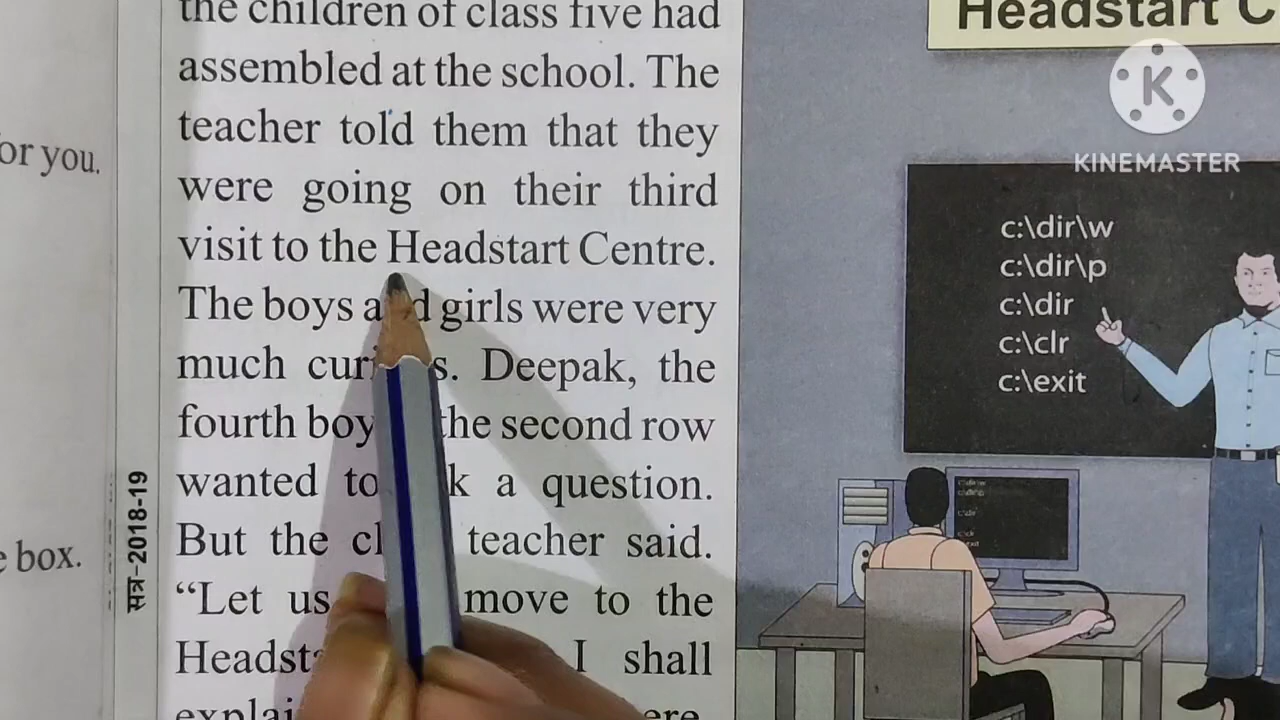 the children of class five had
assembled at the school. The
teacher told them that they
were going on their third
visit to the Headstart Centre.
The boys girls were very
much Deepak, the
fourth boy the second row
wanted to a question.
But the teacher said.
“Let us move to the
I shall
or you.
e box.
सत्र-2018-19
Headstart C
KINEMASTER
c:\dir\w
c:\dir\p
c:\dir
c:\clr
c:\exit